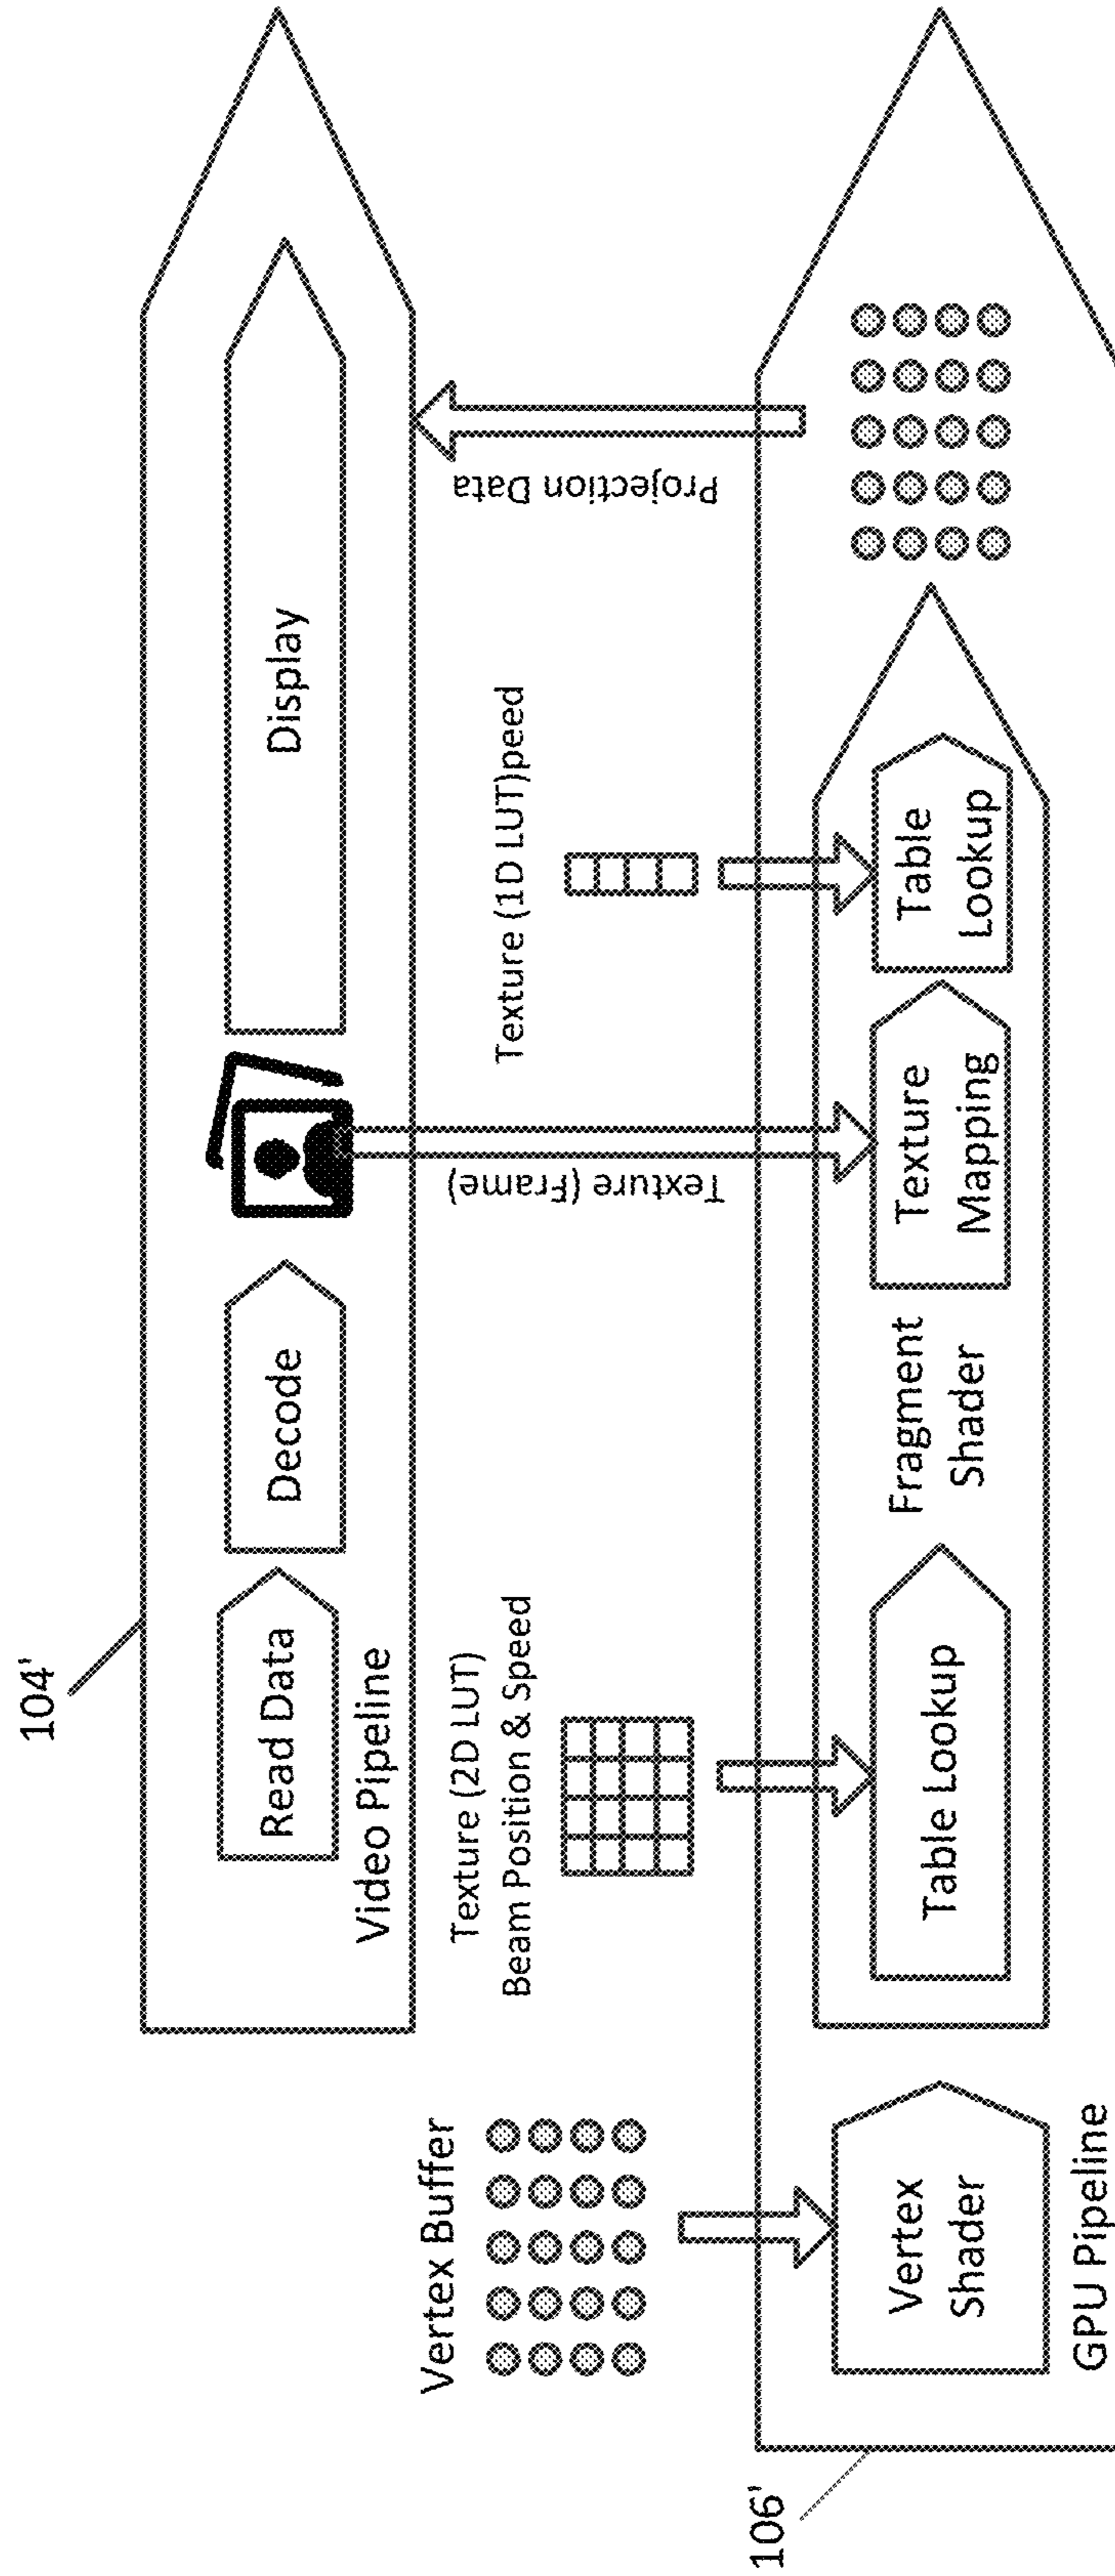 104'
Read Data
Decode
Display
Video Pipeline
Vertex Buffer
Texture (2D LUT)
Beam Position & Speed
Texture (Frame)
Texture (1D LUT)peed
Projection Data
106'
Vertex
Shader
Table Lookup
Fragment
Shader
Texture
Mapping
Table
Lookup
GPU Pipeline